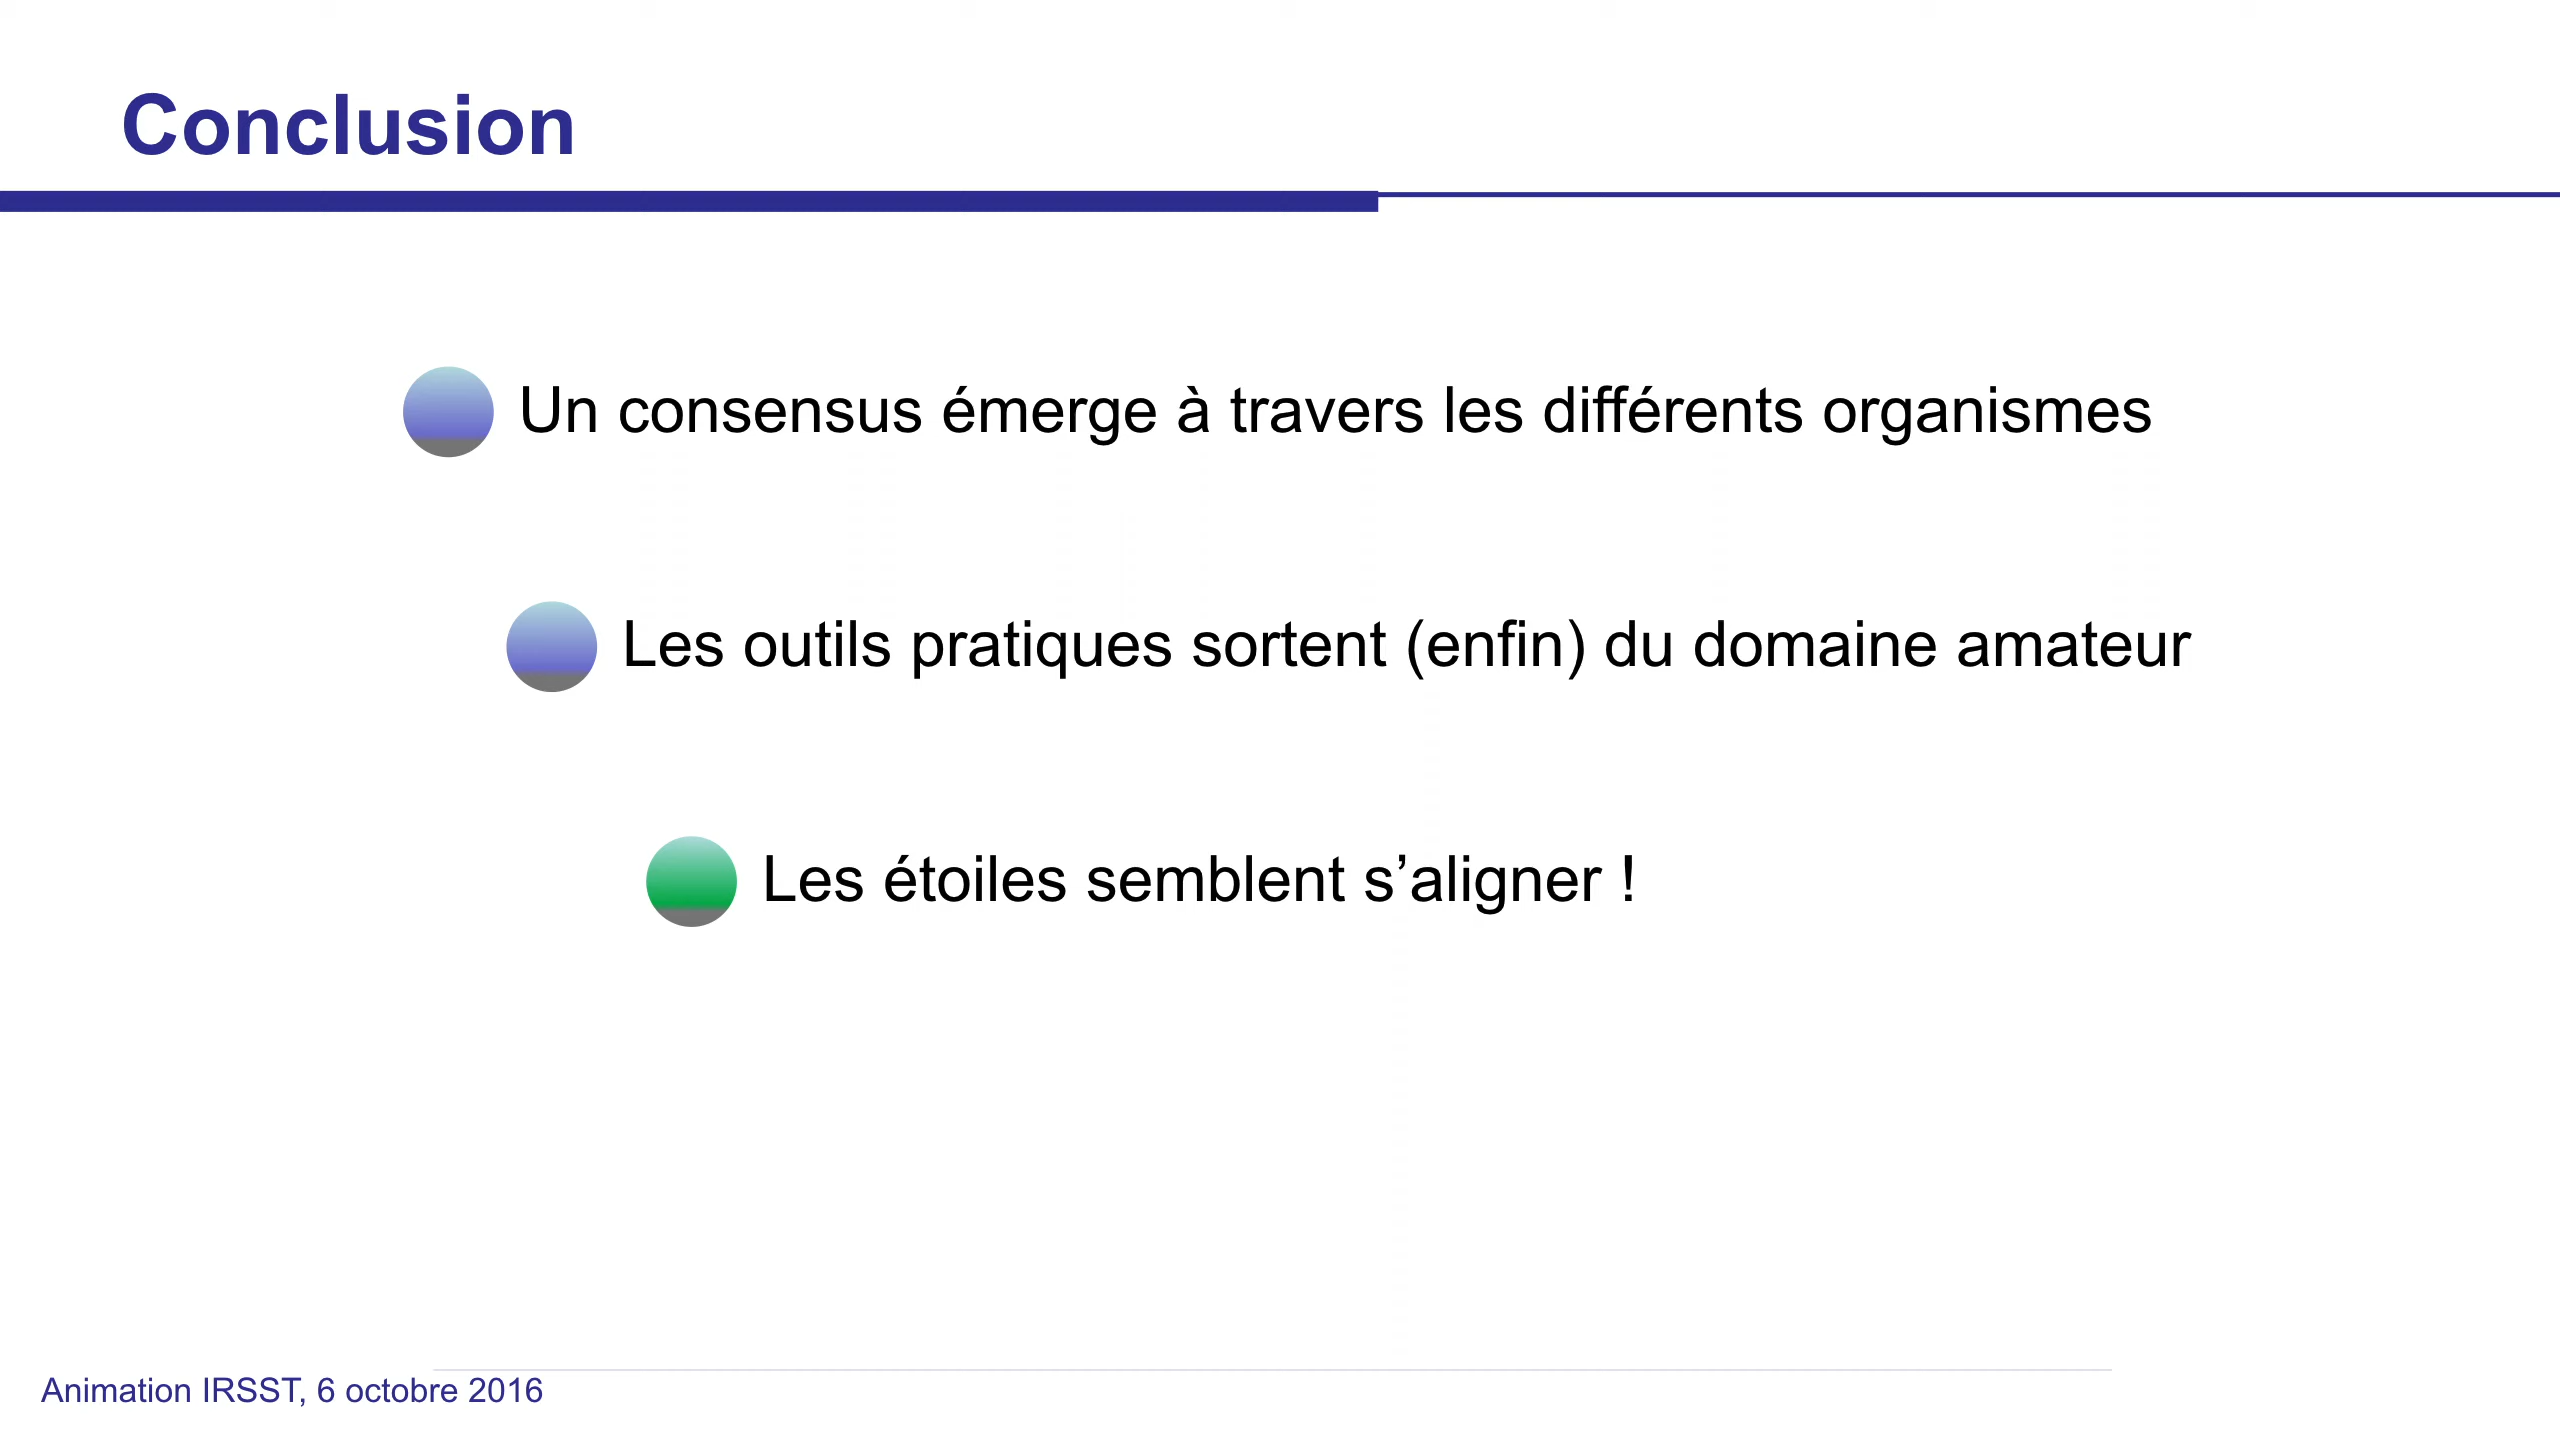 Conclusion
Un consensus émerge à travers les différents organismes
Les outils pratiques sortent (enfin) du domaine amateur
Les étoiles semblent s’aligner !
Animation IRSST, 6 octobre 2016